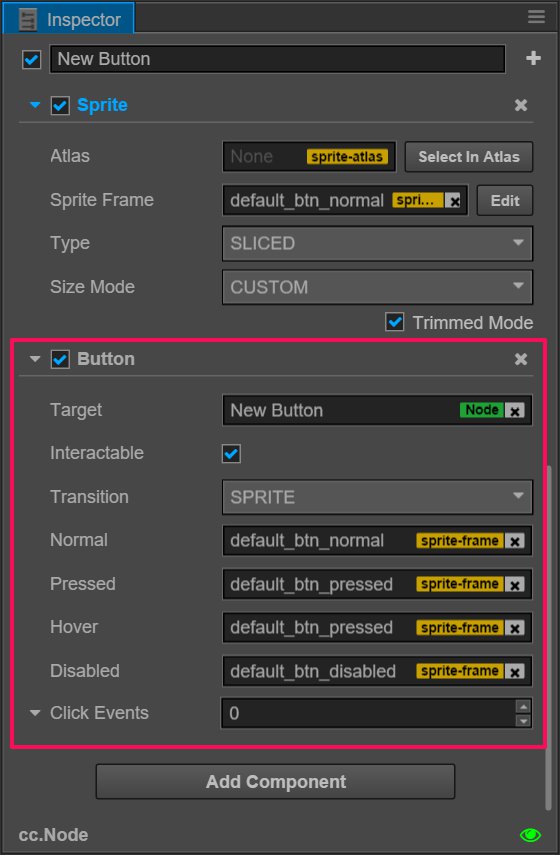 Inspector
New Button
Sprite
Atlas None sprite-atlas Select In Atlas
Sprite Frame default_btn_normal spri... Edit
Type SLICED
Size Mode CUSTOM
Trimmed Mode
Button
Target New Button Node
Interactable
Transition SPRITE
Normal default_btn_normal sprite-frame
Pressed default_btn_pressed sprite-frame
Hover default_btn_pressed sprite-frame
Disabled default_btn_disabled sprite-frame
Click Events 0
Add Component
cc.Node